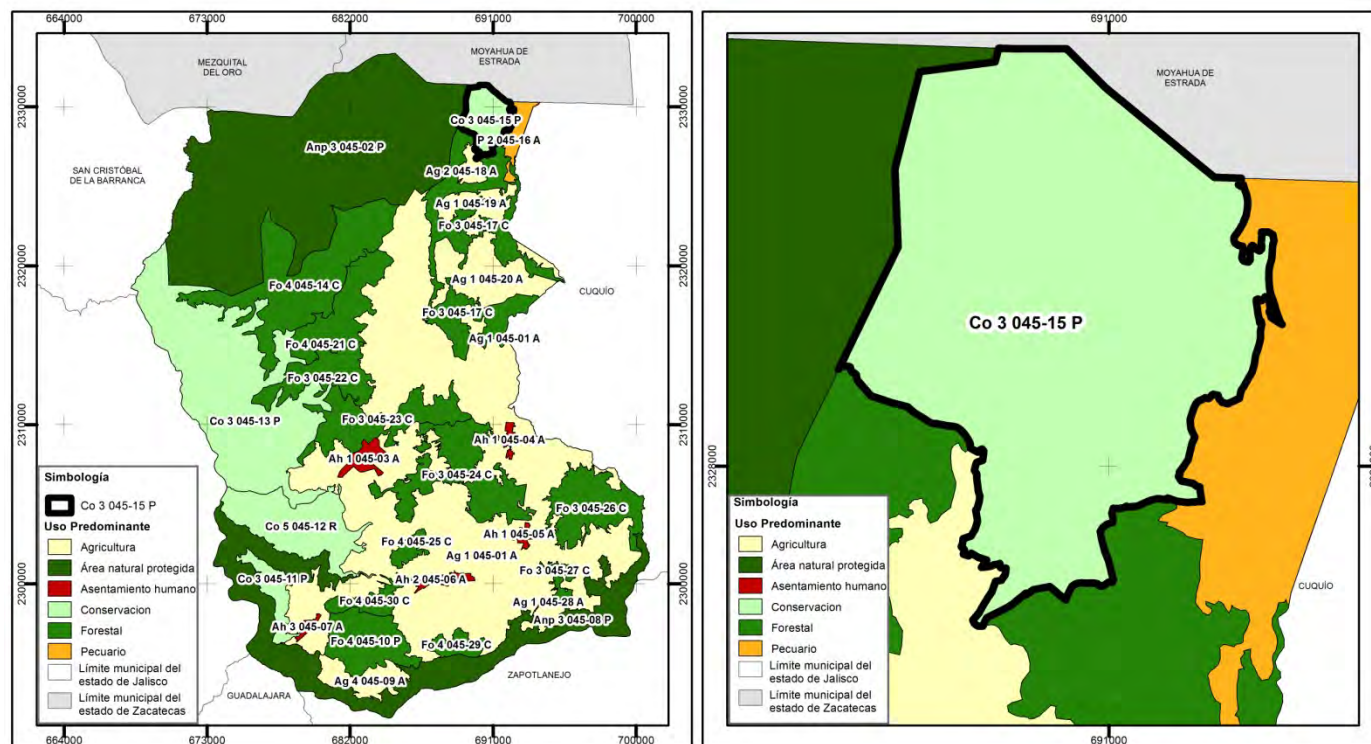 664000 673000 682000 691000 700000
MEZQUITAL
DEL ORO
MOYAHUA DE
ESTRADA
2330000
2330000
Co 3 045-15 P
P 2 045-16 A
Anp 3 045-02 P
SAN CRISTÓBAL
DE LA BARRANCA
Ag 2 045-18 A
Ag 1 045-19 A
Fo 3 045-17 C
2320000
2320000
Ag 1 045-20 A
Fo 4 045-14 C
CUQUÍO
Fo 3 045-17 C
Ag 1 045-01 A
Fo 4 045-21 C
Fo 3 045-22 C
Co 3 045-13 P
Fo 3 045-23 C
2310000
2310000
Ah 1 045-04 A
Ah 1 045-03 A
Fo 3 045-24 C
Fo 3 045-26 C
Co 5 045-12 R
Ah 1 045-05 A
Fo 4 045-25 C
Ag 1 045-01 A
Fo 3 045-27 C
2300000
2300000
Co 3 045-11 P
Ah 2 045-06 A
Fo 4 045-30 C
Ag 1 045-28 A
Anp 3 045-08 P
Ah 3 045-07 A
Fo 4 045-10 P
Fo 4 045-29 C
Ag 4 045-09 A
ZAPOTLANEJO
GUADALAJARA
Simbología
Co 3 045-15 P
Uso Predominante
Agricultura
Área natural protegida
Asentamiento humano
Conservacion
Forestal
Pecuario
Límite municipal del
estado de Jalisco
Límite municipal del
estado de Zacatecas
664000 673000 682000 691000 700000
691000
MOYAHUA DE
ESTRADA
Co 3 045-15 P
2328000
CUQUÍO
Simbología
Uso Predominante
Agricultura
Área natural protegida
Asentamiento humano
Conservacion
Forestal
Pecuario
Límite municipal del
estado de Jalisco
Límite municipal del
estado de Zacatecas
691000